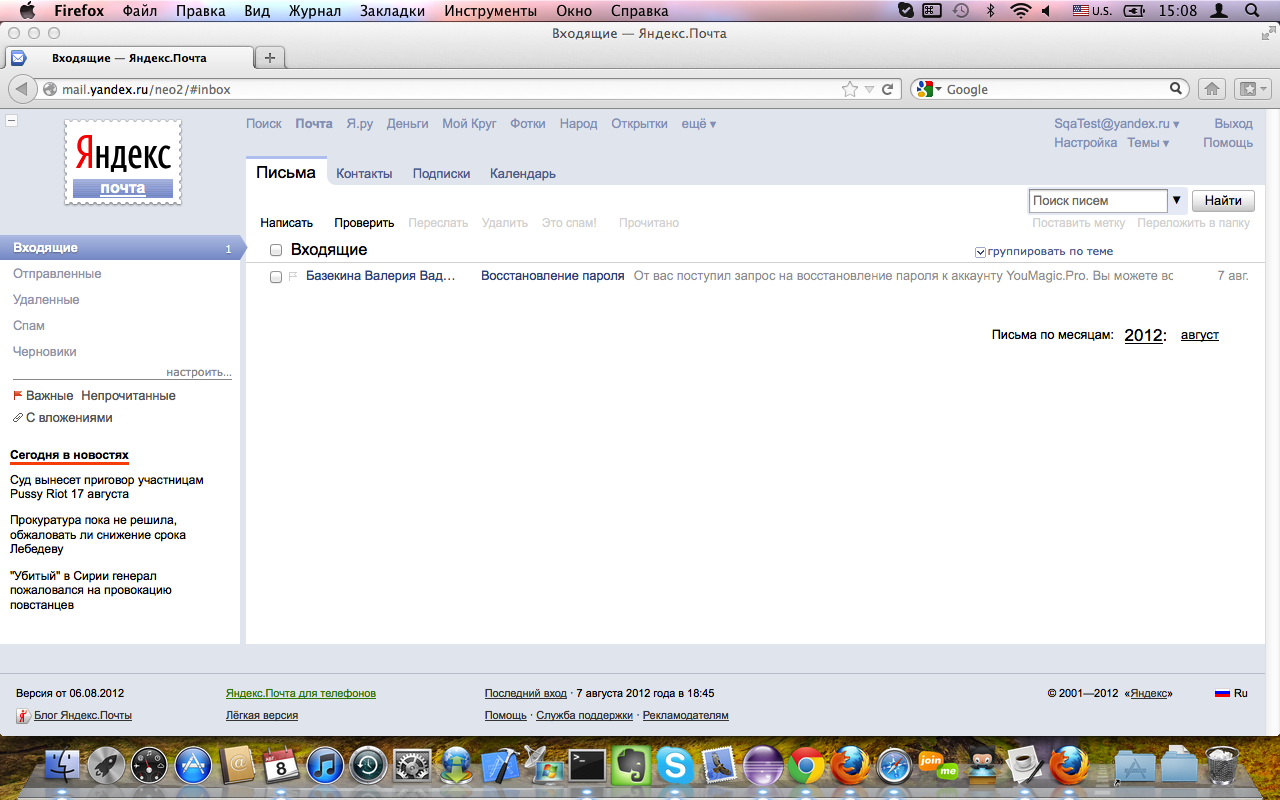 Firefox Файл Правка Вид Журнал Закладки Инструменты Окно Справка U.S. 15:08
Входящие — Яндекс.Почта
Входящие — Яндекс.Почта
mail.yandex.ru/neo2/#inbox Google
Яндекс
почта
Поиск Почта Я.ру Деньги Мой Круг Фотки Народ Открытки ещё ▾ SqaTest@yandex.ru ▾ Выход
Настройка Темы ▾ Помощь
Письма Контакты Подписки Календарь
Поиск писем ▼ Найти
Написать Проверить Переслать Удалить Это спам! Прочитано Поставить метку Переложить в папку
Входящие 1
Отправленные
Удаленные
Спам
Черновики
настроить...
Важные Непрочитанные
С вложениями
Входящие группировать по теме
Базекина Валерия Вад… Восстановление пароля От вас поступил запрос на восстановление пароля к аккаунту YouMagic.Pro. Вы можете вс 7 авг.
Письма по месяцам: 2012: август
Сегодня в новостях
Суд вынесет приговор участницам
Pussy Riot 17 августа
Прокуратура пока не решила,
обжаловать ли снижение срока
Лебедеву
"Убитый" в Сирии генерал
пожаловался на провокацию
повстанцев
Версия от 06.08.2012 Яндекс.Почта для телефонов Последний вход · 7 августа 2012 года в 18:45 © 2001—2012 «Яндекс» Ru
Блог Яндекс.Почты Лёгкая версия Помощь · Служба поддержки · Рекламодателям
8
join
me